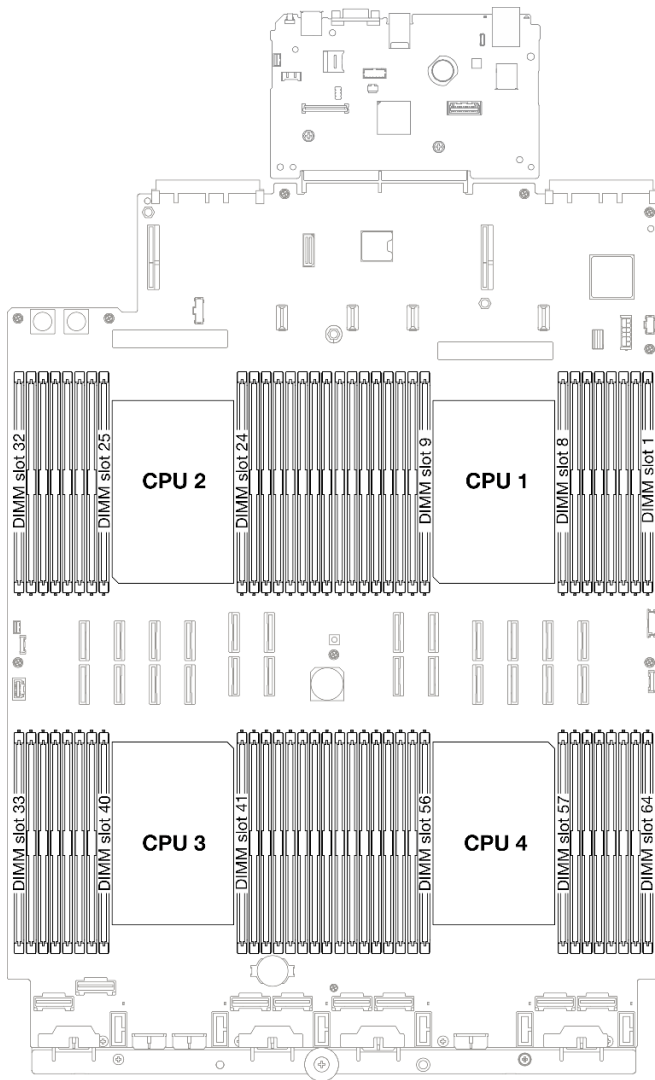 DIMM slot 32
DIMM slot 25
CPU 2
DIMM slot 24
DIMM slot 9
CPU 1
DIMM slot 8
DIMM slot 1
DIMM slot 33
DIMM slot 40
CPU 3
DIMM slot 41
DIMM slot 56
CPU 4
DIMM slot 57
DIMM slot 64